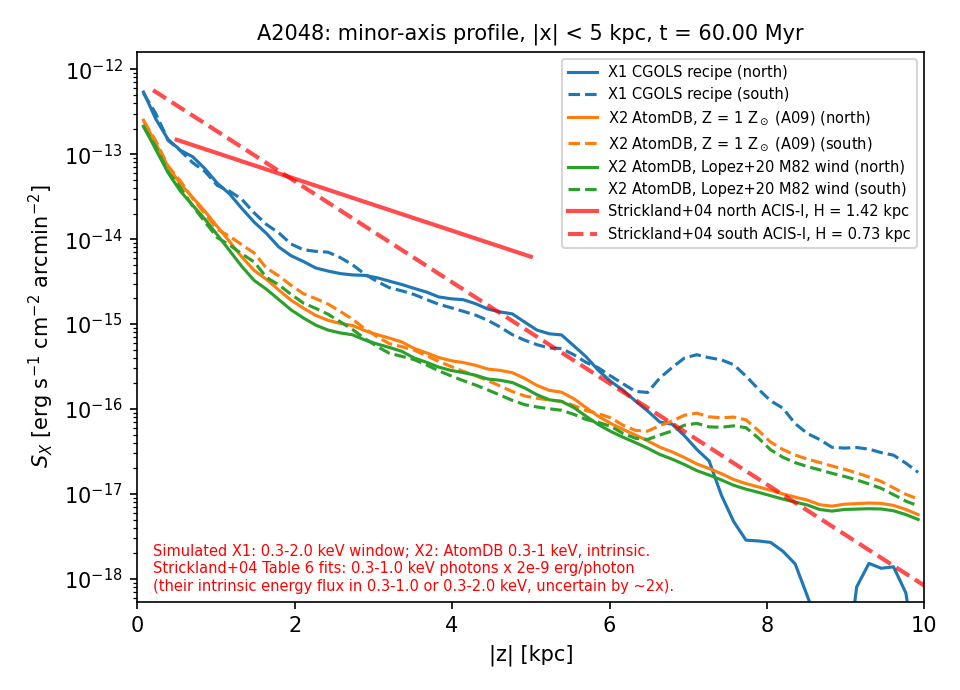 A2048: minor-axis profile, |x| < 5 kpc, t = 60.00 Myr
X1 CGOLS recipe (north)
X1 CGOLS recipe (south)
X2 AtomDB, Z = 1 Z⊙ (A09) (north)
X2 AtomDB, Z = 1 Z⊙ (A09) (south)
X2 AtomDB, Lopez+20 M82 wind (north)
X2 AtomDB, Lopez+20 M82 wind (south)
Strickland+04 north ACIS-I, H = 1.42 kpc
Strickland+04 south ACIS-I, H = 0.73 kpc
S_X [erg s⁻¹ cm⁻² arcmin⁻²]
10⁻¹²
10⁻¹³
10⁻¹⁴
10⁻¹⁵
10⁻¹⁶
10⁻¹⁷
10⁻¹⁸
Simulated X1: 0.3-2.0 keV window; X2: AtomDB 0.3-1 keV, intrinsic.
Strickland+04 Table 6 fits: 0.3-1.0 keV photons x 2e-9 erg/photon
(their intrinsic energy flux in 0.3-1.0 or 0.3-2.0 keV, uncertain by ~2x).
0 2 4 6 8 10
|z| [kpc]